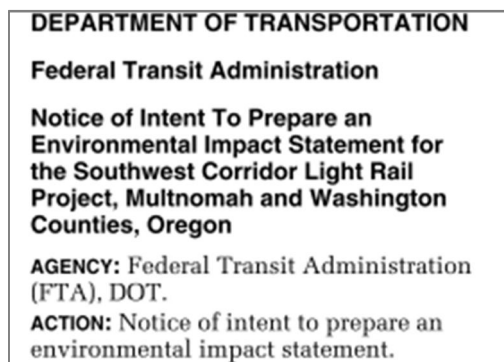 DEPARTMENT OF TRANSPORTATION
Federal Transit Administration
Notice of Intent To Prepare an
Environmental Impact Statement for
the Southwest Corridor Light Rail
Project, Multnomah and Washington
Counties, Oregon
AGENCY: Federal Transit Administration
(FTA), DOT.
ACTION: Notice of intent to prepare an
environmental impact statement.